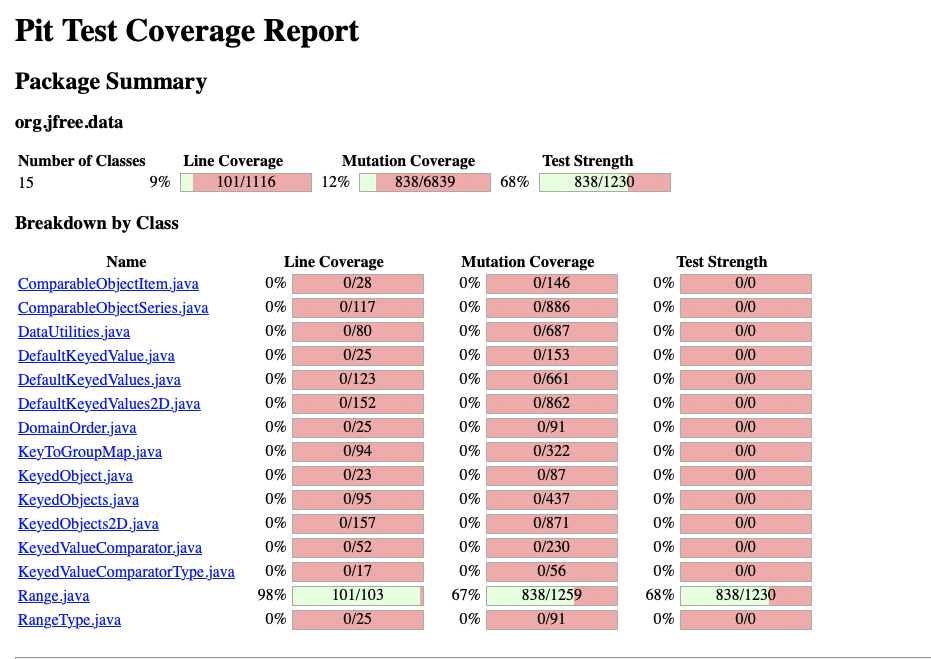 Pit Test Coverage Report
Package Summary
org.jfree.data
Number of Classes Line Coverage Mutation Coverage Test Strength
15 9% 101/1116 12% 838/6839 68% 838/1230
Breakdown by Class
Name Line Coverage Mutation Coverage Test Strength
ComparableObjectItem.java 0% 0/28 0% 0/146 0% 0/0
ComparableObjectSeries.java 0% 0/117 0% 0/886 0% 0/0
DataUtilities.java 0% 0/80 0% 0/687 0% 0/0
DefaultKeyedValue.java 0% 0/25 0% 0/153 0% 0/0
DefaultKeyedValues.java 0% 0/123 0% 0/661 0% 0/0
DefaultKeyedValues2D.java 0% 0/152 0% 0/862 0% 0/0
DomainOrder.java 0% 0/25 0% 0/91 0% 0/0
KeyToGroupMap.java 0% 0/94 0% 0/322 0% 0/0
KeyedObject.java 0% 0/23 0% 0/87 0% 0/0
KeyedObjects.java 0% 0/95 0% 0/437 0% 0/0
KeyedObjects2D.java 0% 0/157 0% 0/871 0% 0/0
KeyedValueComparator.java 0% 0/52 0% 0/230 0% 0/0
KeyedValueComparatorType.java 0% 0/17 0% 0/56 0% 0/0
Range.java 98% 101/103 67% 838/1259 68% 838/1230
RangeType.java 0% 0/25 0% 0/91 0% 0/0